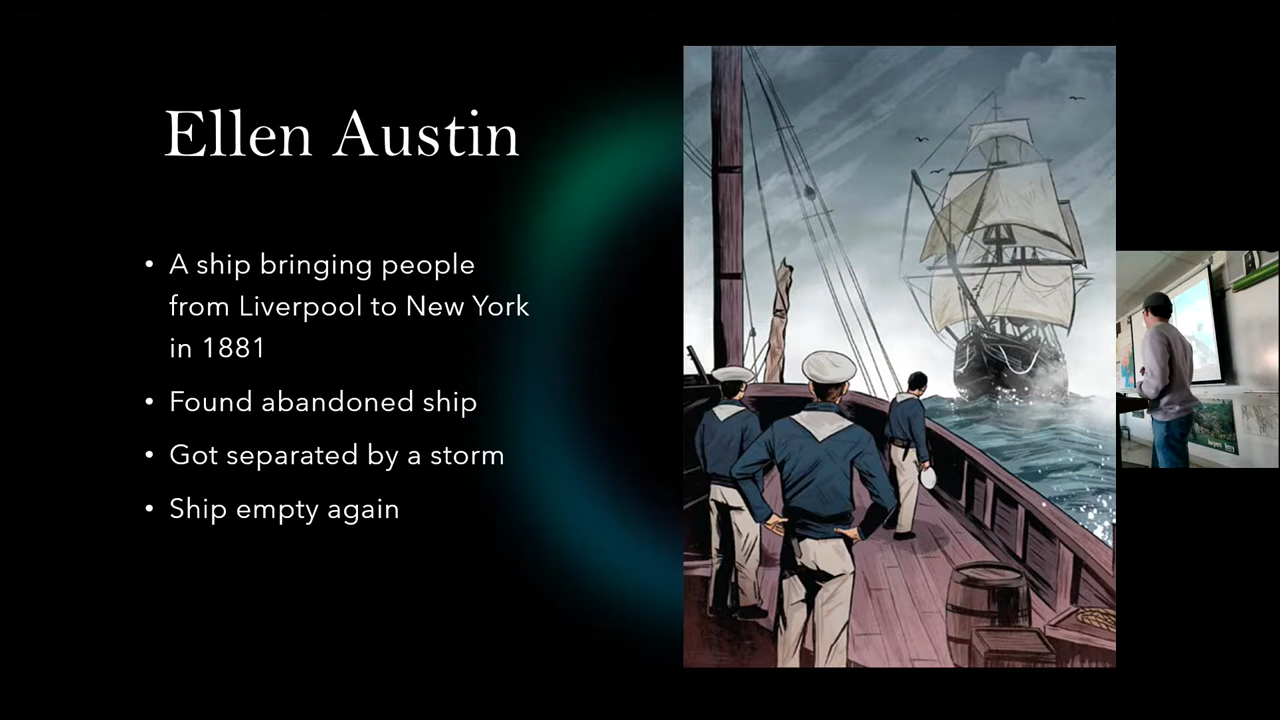 Ellen Austin
• A ship bringing people
from Liverpool to New York
in 1881
• Found abandoned ship
• Got separated by a storm
• Ship empty again